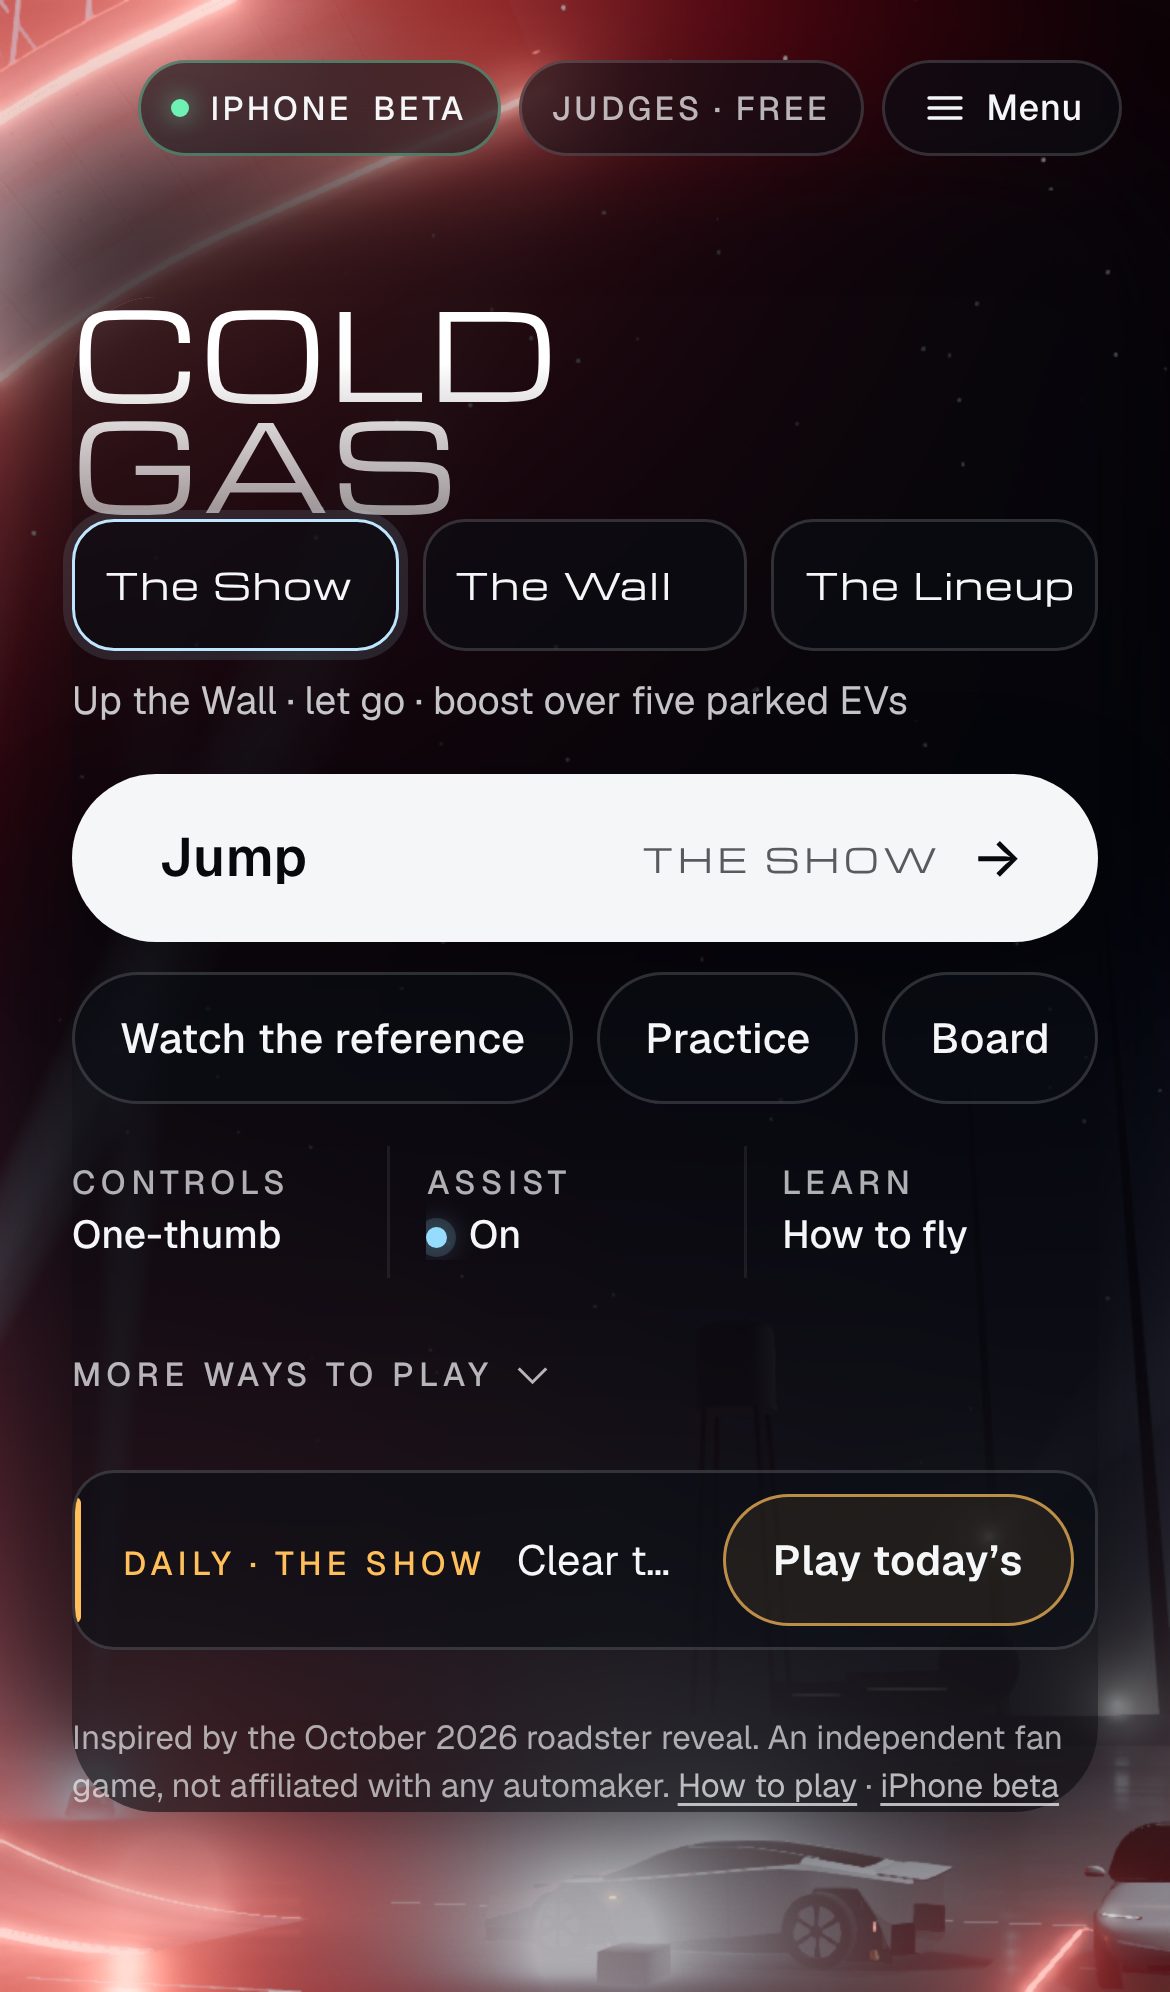 IPHONE BETA
JUDGES · FREE
Menu
COLD
GAS
The Show
The Wall
The Lineup
Up the Wall · let go · boost over five parked EVs
Jump
THE SHOW
Watch the reference
Practice
Board
CONTROLS
One-thumb
ASSIST
On
LEARN
How to fly
MORE WAYS TO PLAY
DAILY · THE SHOW
Clear t...
Play today’s
Inspired by the October 2026 roadster reveal. An independent fan
game, not affiliated with any automaker. How to play · iPhone beta